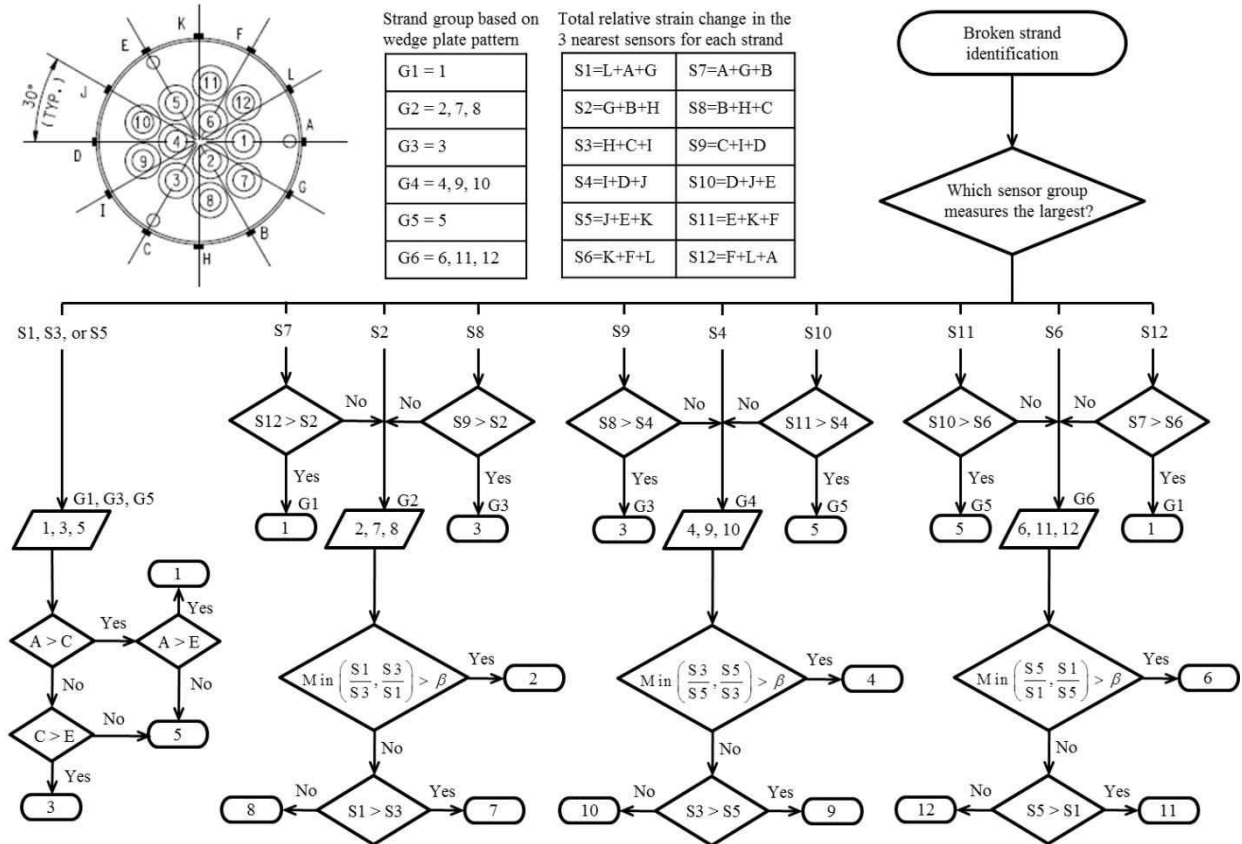 K
E
F
J
L
30°
(TYP.)
D
A
I
G
C
B
H
11
5
12
10
6
4
1
9
2
3
7
8
Strand group based on
wedge plate pattern
G1 = 1
G2 = 2, 7, 8
G3 = 3
G4 = 4, 9, 10
G5 = 5
G6 = 6, 11, 12
Total relative strain change in the
3 nearest sensors for each strand
S1=L+A+G S7=A+G+B
S2=G+B+H S8=B+H+C
S3=H+C+I S9=C+I+D
S4=I+D+J S10=D+J+E
S5=J+E+K S11=E+K+F
S6=K+F+L S12=F+L+A
Broken strand
identification
Which sensor group
measures the largest?
S1, S3, or S5
S7 S2 S8 S9 S4 S10 S11 S6 S12
S12 > S2 No No S9 > S2
S8 > S4 No No S11 > S4
S10 > S6 No No S7 > S6
Yes Yes Yes Yes Yes Yes
G1, G3, G5 G1 G2 G3 G3 G4 G5 G5 G6 G1
1, 3, 5 1 2, 7, 8 3 3 4, 9, 10 5 5 6, 11, 12 1
1
Yes
A > C Yes A > E
No No
C > E No 5
Yes
3
Min (S1/S3, S3/S1) > β Yes 2
No
8 No S1 > S3 Yes 7
Min (S3/S5, S5/S3) > β Yes 4
No
10 No S3 > S5 Yes 9
Min (S5/S1, S1/S5) > β Yes 6
No
12 No S5 > S1 Yes 11